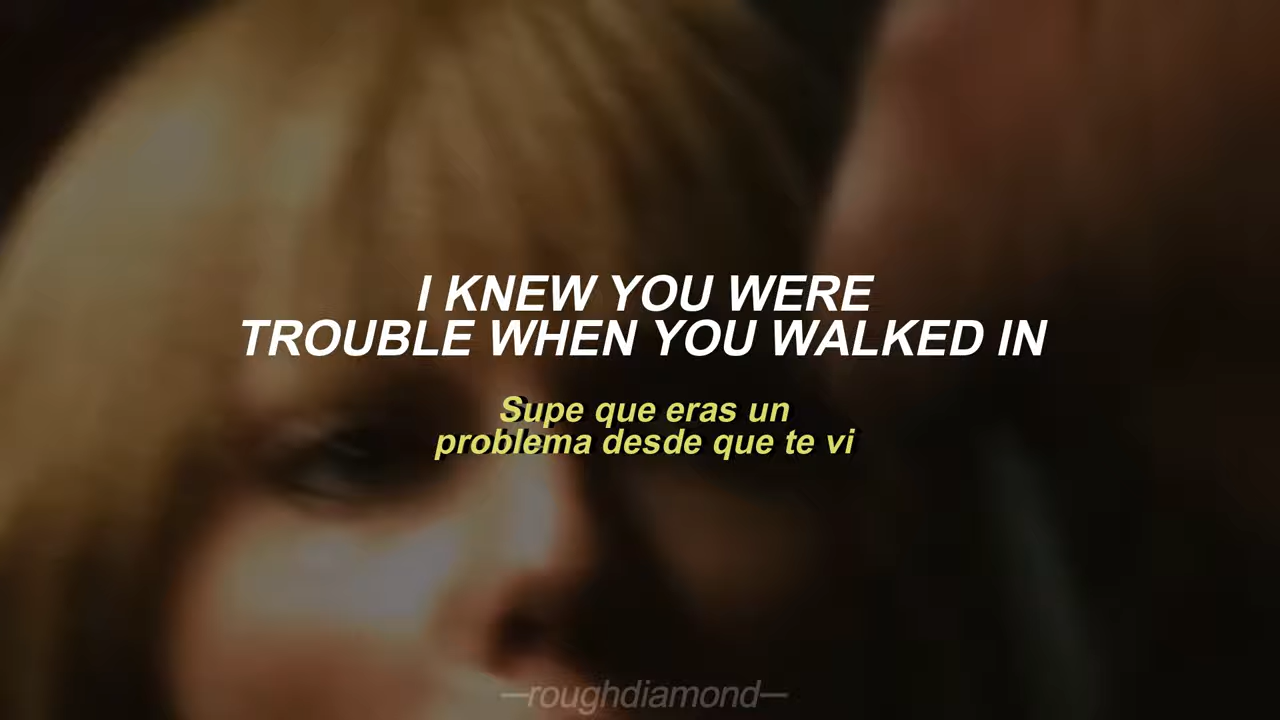 I KNEW YOU WERE
TROUBLE WHEN YOU WALKED IN
Supe que eras un
problema desde que te vi
—roughdiamond—